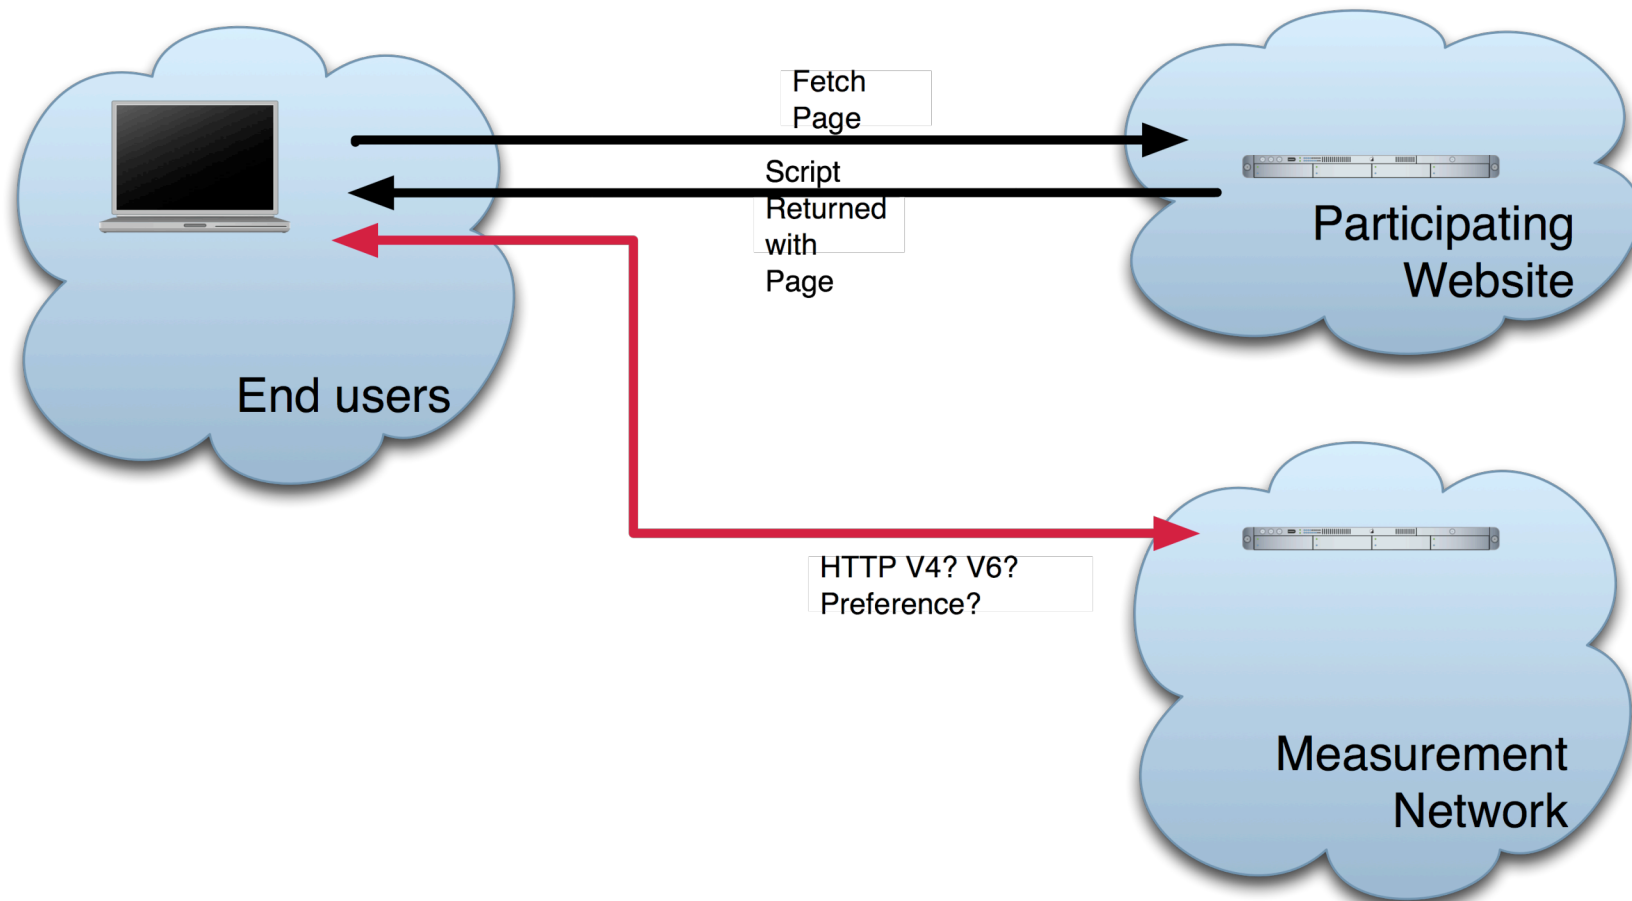 Fetch
Page
Script
Returned
with
Page
Participating
Website
End users
HTTP V4? V6?
Preference?
Measurement
Network